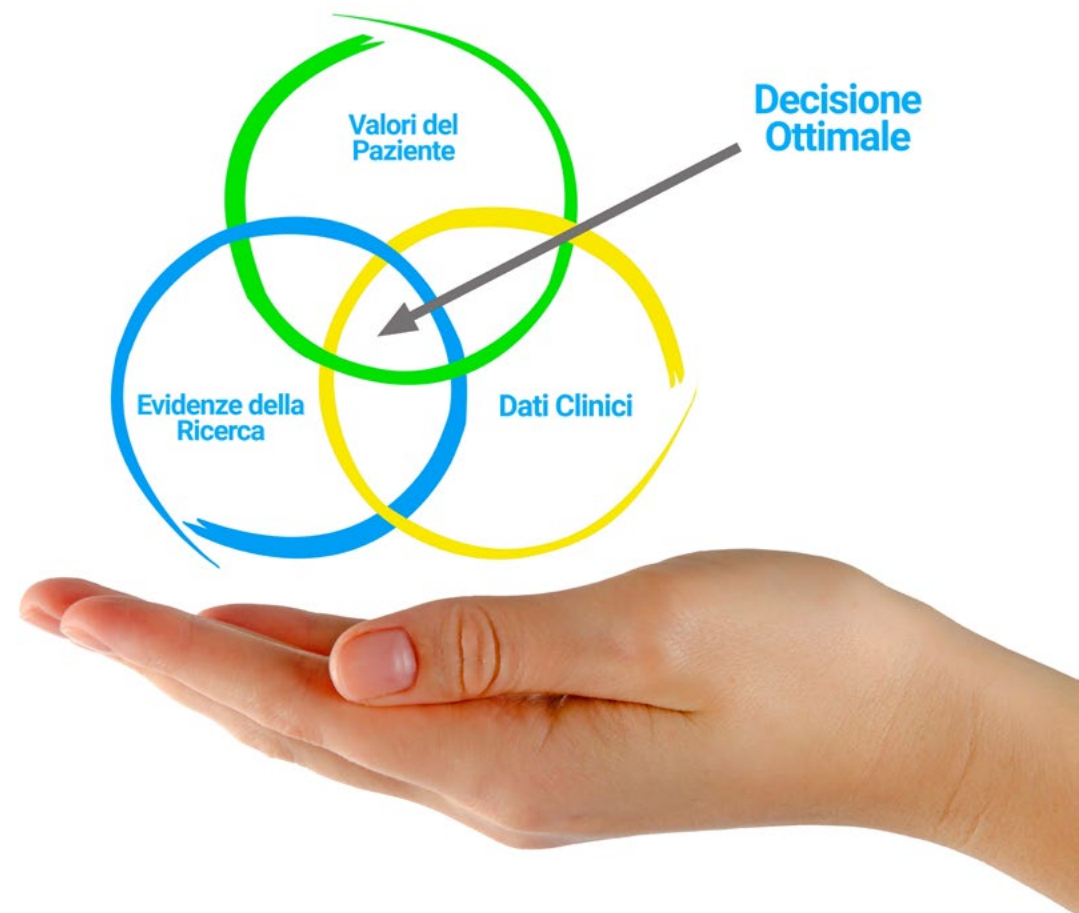 Valori del
Paziente
Decisione
Ottimale
Evidenze della
Ricerca
Dati Clinici